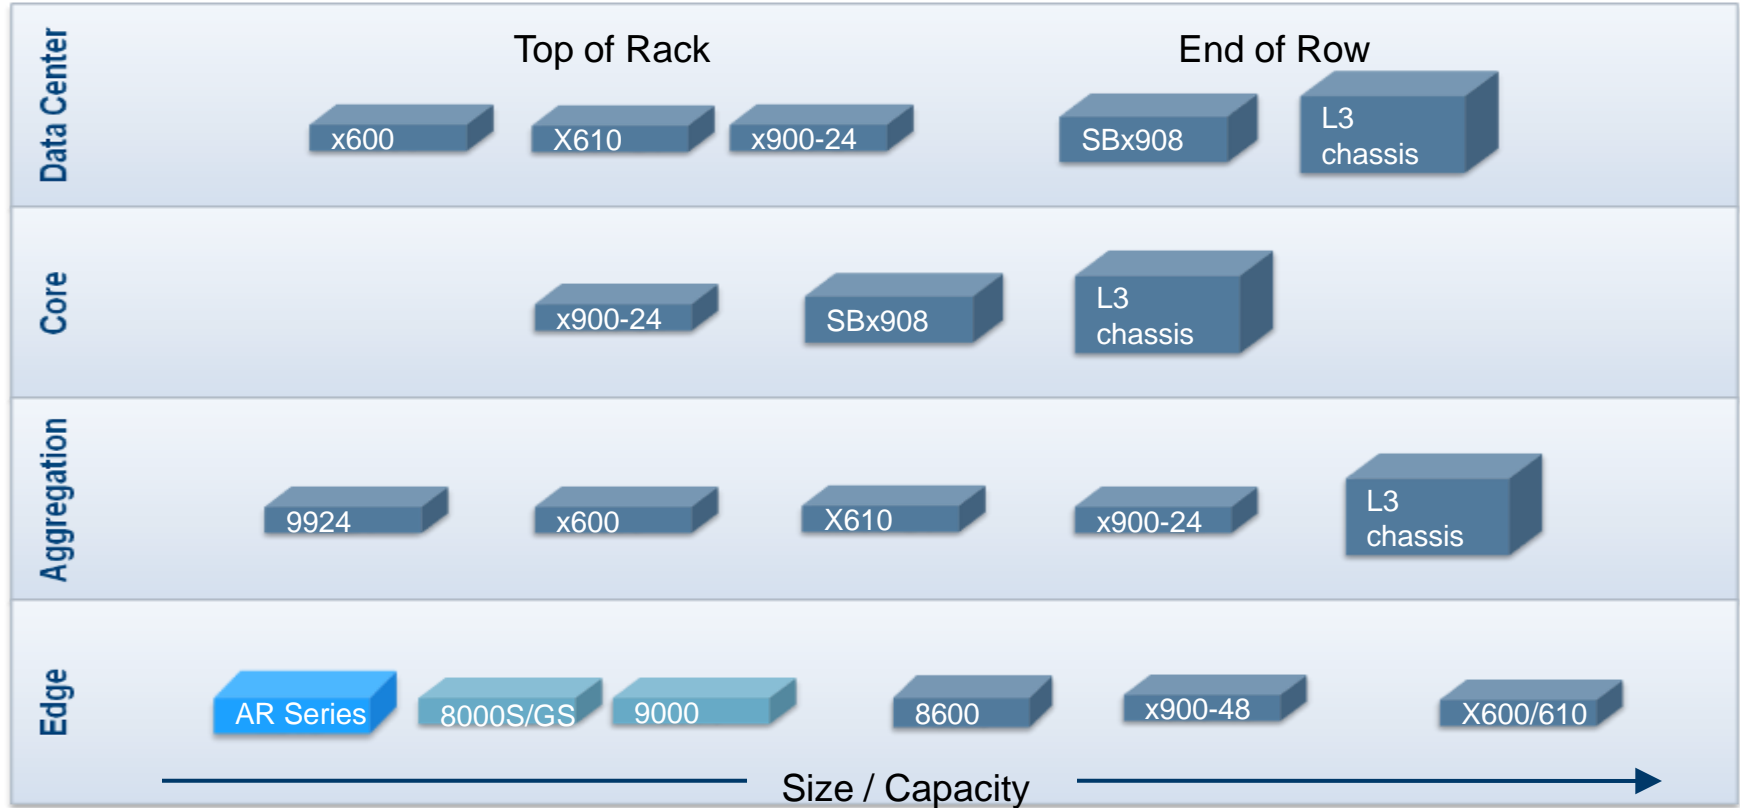 Data Center
Top of Rack
End of Row
x600
X610
x900-24
SBx908
L3
chassis
Core
x900-24
SBx908
L3
chassis
Aggregation
9924
x600
X610
x900-24
L3
chassis
Edge
AR Series
8000S/GS
9000
8600
x900-48
X600/610
Size / Capacity